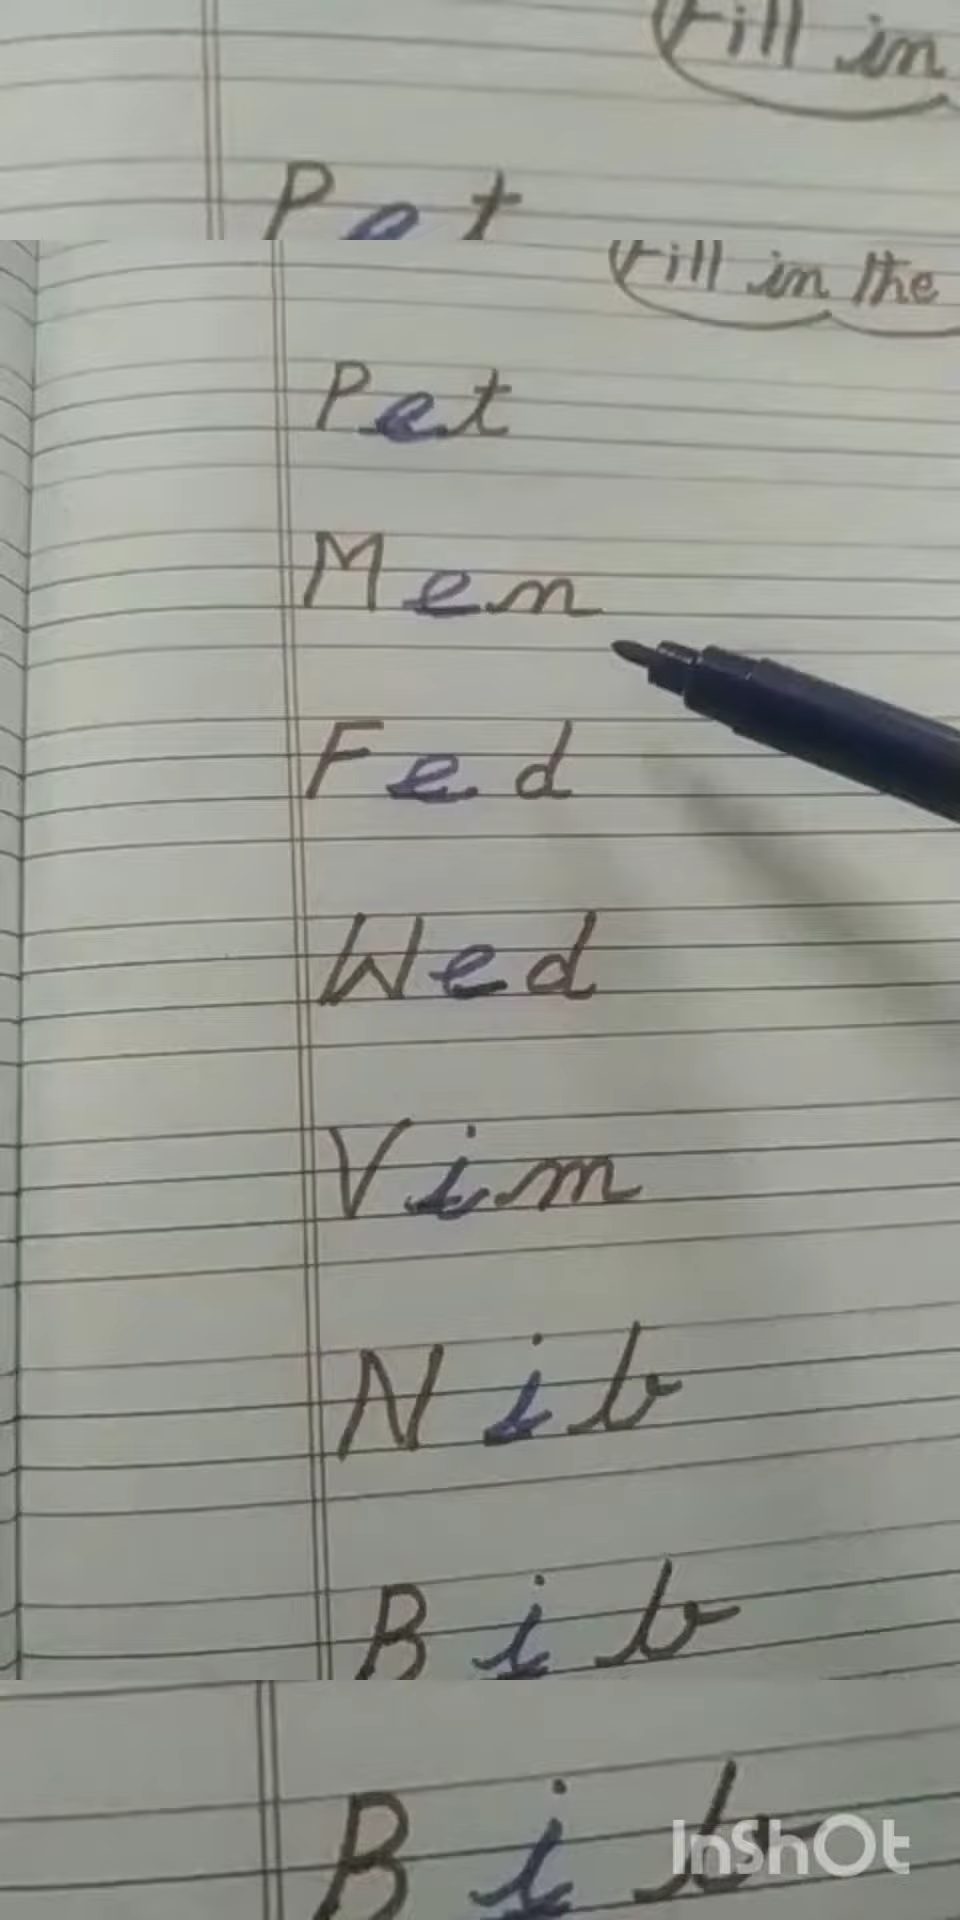 Fill in
Pet
Fill in the
Pet
Men
Fed
Wed
Vim
Nib
Bib
Bib
InShOt